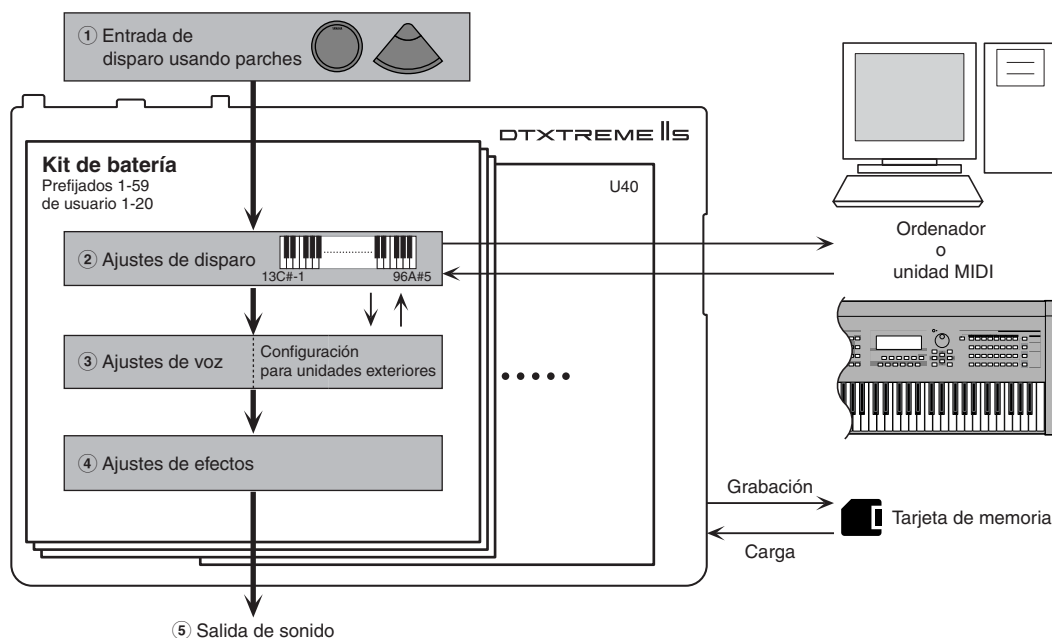 ① Entrada de
disparo usando parches
DTXTREME IIS
Kit de batería
Prefijados 1-59
de usuario 1-20
U40
② Ajustes de disparo
13C#-1
96A#5
Ordenador
o
unidad MIDI
③ Ajustes de voz
Configuración
para unidades exteriores
④ Ajustes de efectos
Grabación
Tarjeta de memoria
Carga
⑤ Salida de sonido